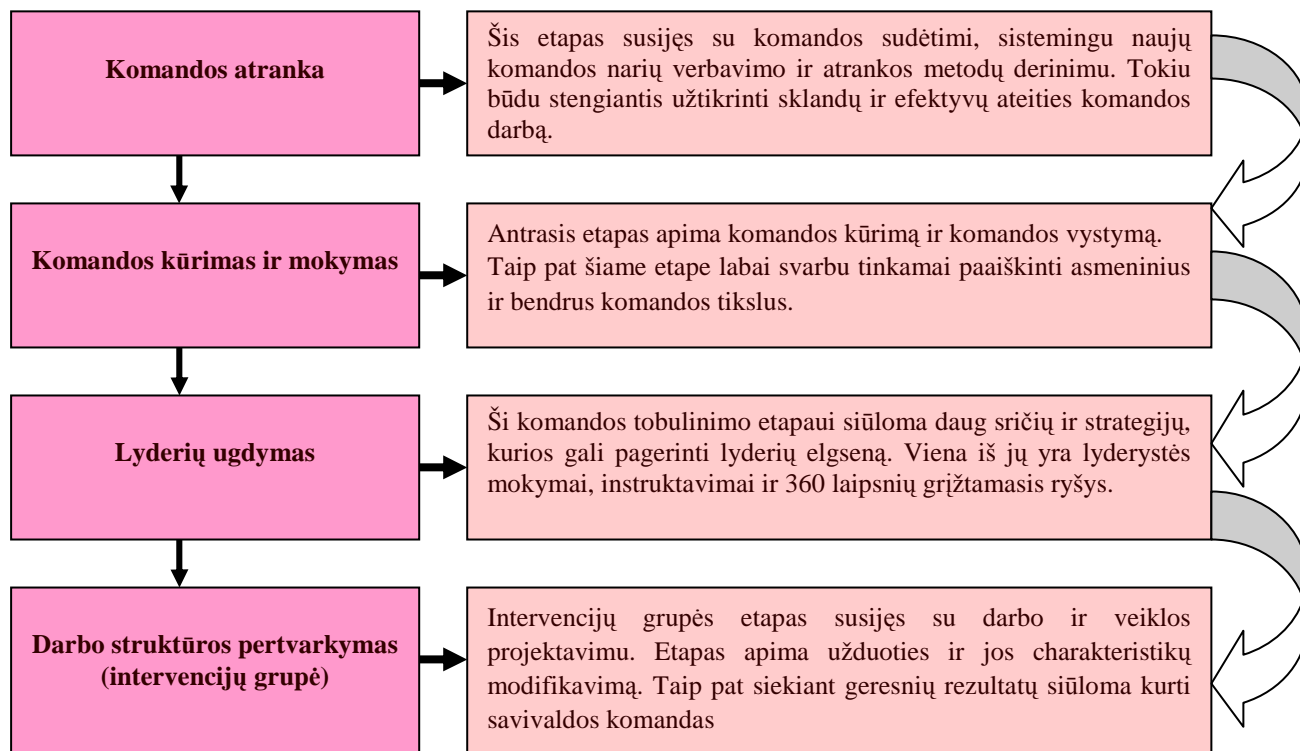 Komandos atranka
Šis etapas susijęs su komandos sudėtimi, sistemingu naujų
komandos narių verbavimo ir atrankos metodų derinimu. Tokiu
būdu stengiantis užtikrinti sklandų ir efektyvų ateities komandos
darbą.
Komandos kūrimas ir mokymas
Antrasis etapas apima komandos kūrimą ir komandos vystymą.
Taip pat šiame etape labai svarbu tinkamai paaiškinti asmeninius
ir bendrus komandos tikslus.
Lyderių ugdymas
Ši komandos tobulinimo etapaui siūloma daug sričių ir strategijų,
kurios gali pagerinti lyderių elgseną. Viena iš jų yra lyderystės
mokymai, instruktavimai ir 360 laipsnių grįžtamasis ryšys.
Darbo struktūros pertvarkymas
(intervencijų grupė)
Intervencijų grupės etapas susijęs su darbo ir veiklos
projektavimu. Etapas apima užduoties ir jos charakteristikų
modifikavimą. Taip pat siekiant geresnių rezultatų siūloma kurti
savivaldos komandas